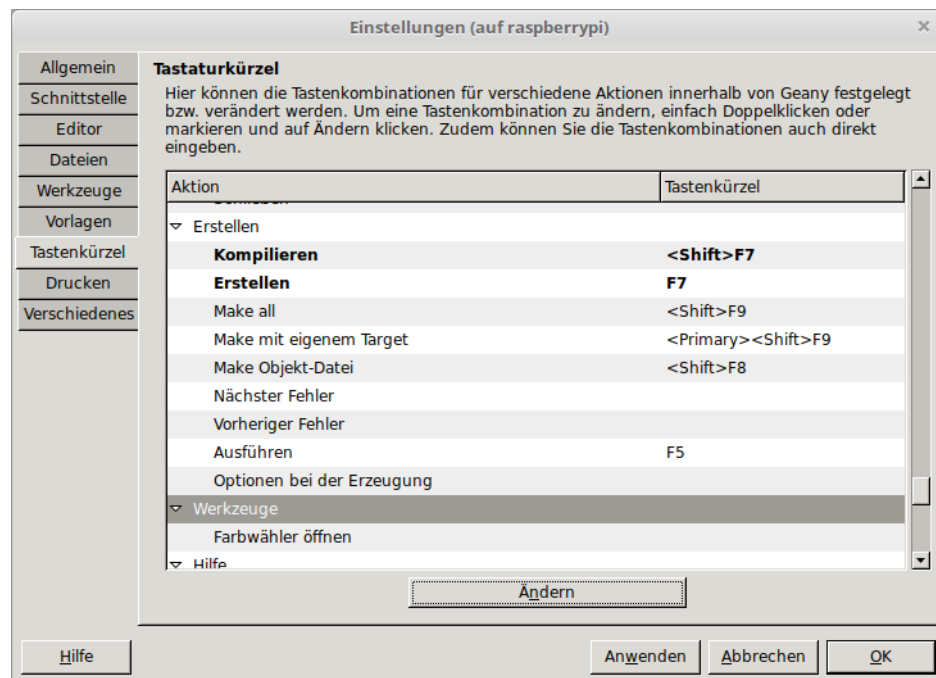 Einstellungen (auf raspberrypi)
Allgemein
Schnittstelle
Editor
Dateien
Werkzeuge
Vorlagen
Tastenkürzel
Drucken
Verschiedenes
Tastaturkürzel
Hier können die Tastenkombinationen für verschiedene Aktionen innerhalb von Geany festgelegt
bzw. verändert werden. Um eine Tastenkombination zu ändern, einfach Doppelklicken oder
markieren und auf Ändern klicken. Zudem können Sie die Tastenkombinationen auch direkt
eingeben.
Aktion Tastenkürzel
Erstellen
Kompilieren <Shift>F7
Erstellen F7
Make all <Shift>F9
Make mit eigenem Target <Primary><Shift>F9
Make Objekt-Datei <Shift>F8
Nächster Fehler
Vorheriger Fehler
Ausführen F5
Optionen bei der Erzeugung
Werkzeuge
Farbwähler öffnen
Hilfe
Ändern
Hilfe Anwenden Abbrechen OK